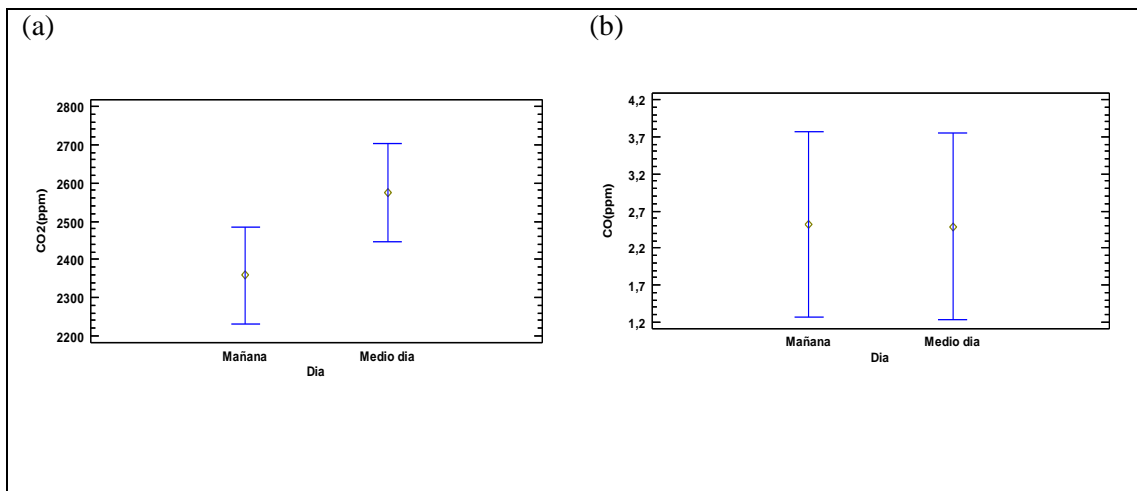 (a)
2800
2700
2600
2500
2400
2300
2200
CO2(ppm)
Mañana Medio dia
Dia
(b)
4,2
3,7
3,2
2,7
2,2
1,7
1,2
CO(ppm)
Mañana Medio dia
Dia